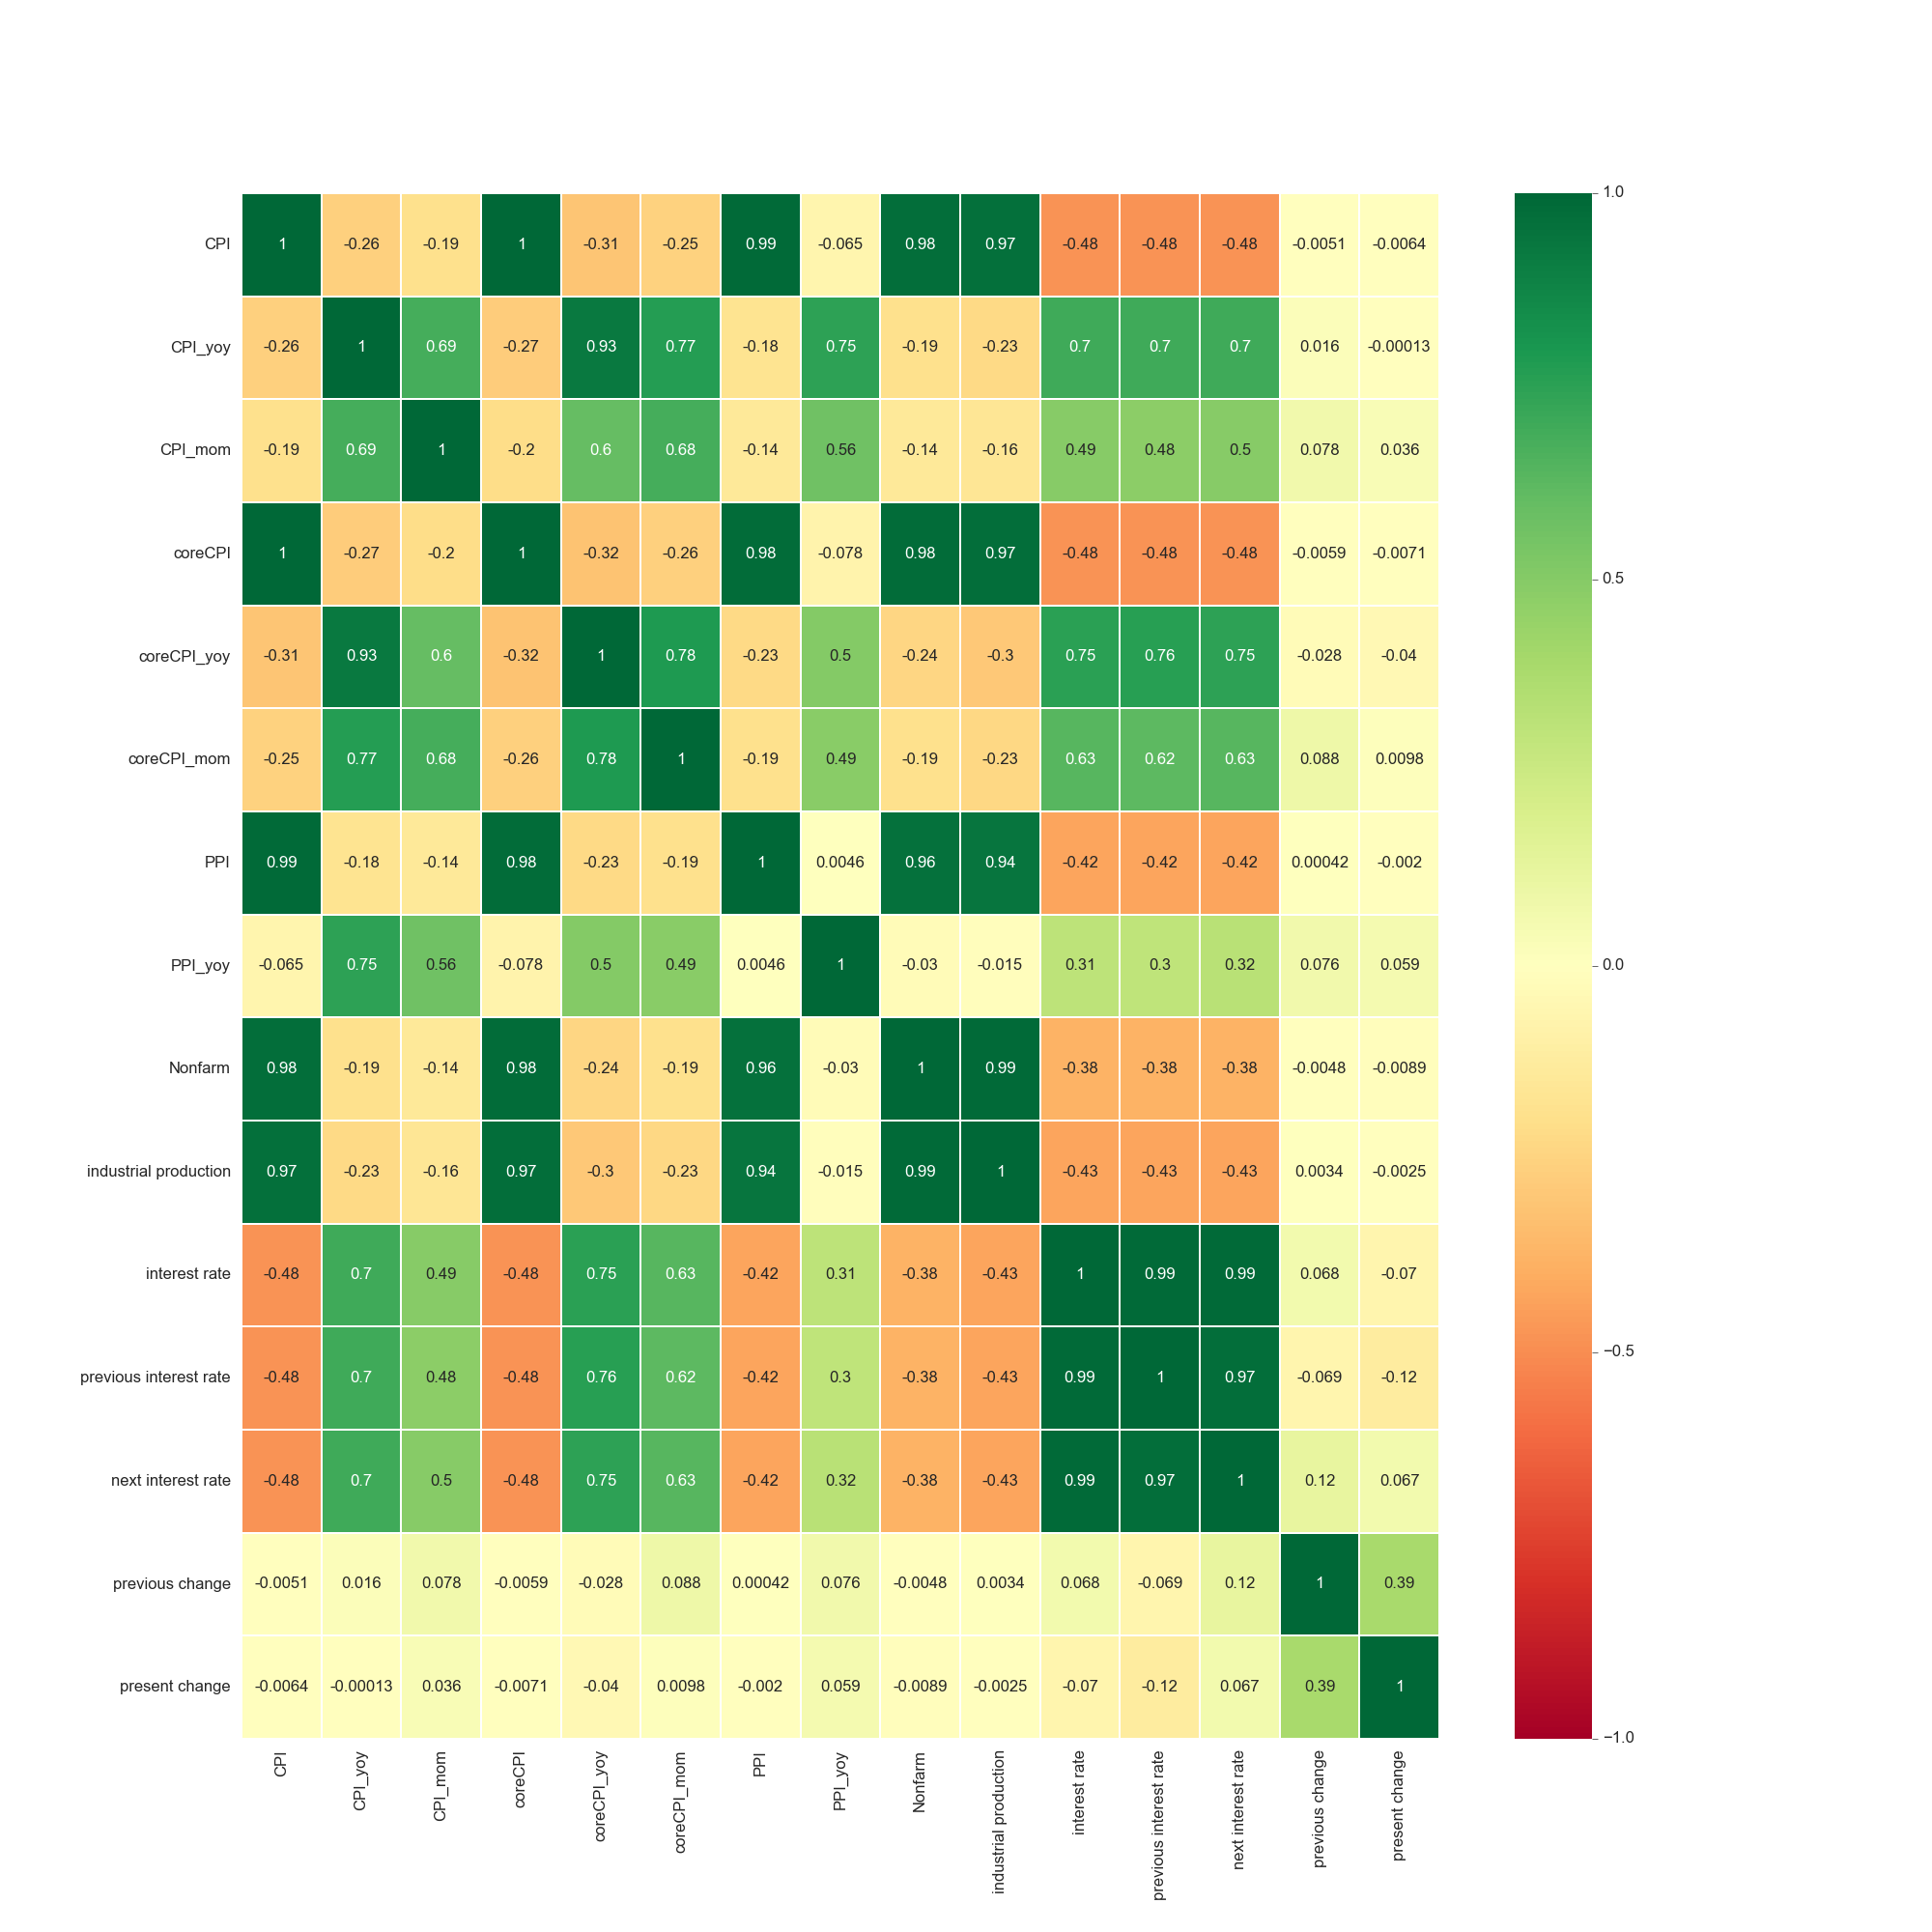 CPI 1 -0.26 -0.19 1 -0.31 -0.25 0.99 -0.065 0.98 0.97 -0.48 -0.48 -0.48 -0.0051 -0.0064 1.0
CPI_yoy -0.26 1 0.69 -0.27 0.93 0.77 -0.18 0.75 -0.19 -0.23 0.7 0.7 0.7 0.016 -0.00013
CPI_mom -0.19 0.69 1 -0.2 0.6 0.68 -0.14 0.56 -0.14 -0.16 0.49 0.48 0.5 0.078 0.036
coreCPI 1 -0.27 -0.2 1 -0.32 -0.26 0.98 -0.078 0.98 0.97 -0.48 -0.48 -0.48 -0.0059 -0.0071
0.5
coreCPI_yoy -0.31 0.93 0.6 -0.32 1 0.78 -0.23 0.5 -0.24 -0.3 0.75 0.76 0.75 -0.028 -0.04
coreCPI_mom -0.25 0.77 0.68 -0.26 0.78 1 -0.19 0.49 -0.19 -0.23 0.63 0.62 0.63 0.088 0.0098
PPI 0.99 -0.18 -0.14 0.98 -0.23 -0.19 1 0.0046 0.96 0.94 -0.42 -0.42 -0.42 0.00042 -0.002
PPI_yoy -0.065 0.75 0.56 -0.078 0.5 0.49 0.0046 1 -0.03 -0.015 0.31 0.3 0.32 0.076 0.059 0.0
Nonfarm 0.98 -0.19 -0.14 0.98 -0.24 -0.19 0.96 -0.03 1 0.99 -0.38 -0.38 -0.38 -0.0048 -0.0089
industrial production 0.97 -0.23 -0.16 0.97 -0.3 -0.23 0.94 -0.015 0.99 1 -0.43 -0.43 -0.43 0.0034 -0.0025
interest rate -0.48 0.7 0.49 -0.48 0.75 0.63 -0.42 0.31 -0.38 -0.43 1 0.99 0.99 0.068 -0.07
−0.5
previous interest rate -0.48 0.7 0.48 -0.48 0.76 0.62 -0.42 0.3 -0.38 -0.43 0.99 1 0.97 -0.069 -0.12
next interest rate -0.48 0.7 0.5 -0.48 0.75 0.63 -0.42 0.32 -0.38 -0.43 0.99 0.97 1 0.12 0.067
previous change -0.0051 0.016 0.078 -0.0059 -0.028 0.088 0.00042 0.076 -0.0048 0.0034 0.068 -0.069 0.12 1 0.39
present change -0.0064 -0.00013 0.036 -0.0071 -0.04 0.0098 -0.002 0.059 -0.0089 -0.0025 -0.07 -0.12 0.067 0.39 1
−1.0
CPI
CPI_yoy
CPI_mom
coreCPI
coreCPI_yoy
coreCPI_mom
PPI
PPI_yoy
Nonfarm
industrial production
interest rate
previous interest rate
next interest rate
previous change
present change